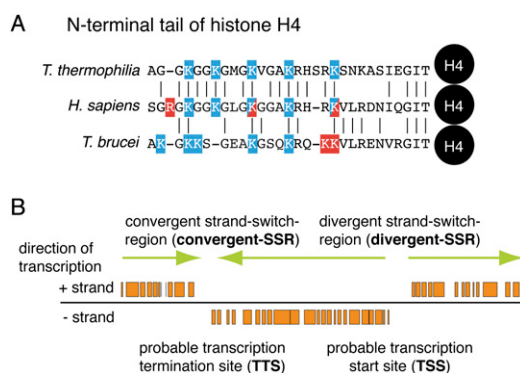 A N-terminal tail of histone H4
T. thermophilia AG-GKGGKGMGKVGAKRHSRKSNKASIEGIT H4
H. sapiens SGRGKGGKGLGKGGAKRH-RKVLRDNIQGIT H4
T. brucei AK-GKKS-GEAKGSQKRQ-KKVLRENVRGIT H4
B
convergent strand-switch-
region (convergent-SSR)
divergent strand-switch-
region (divergent-SSR)
direction of
transcription
+ strand
- strand
probable transcription
termination site (TTS)
probable transcription
start site (TSS)